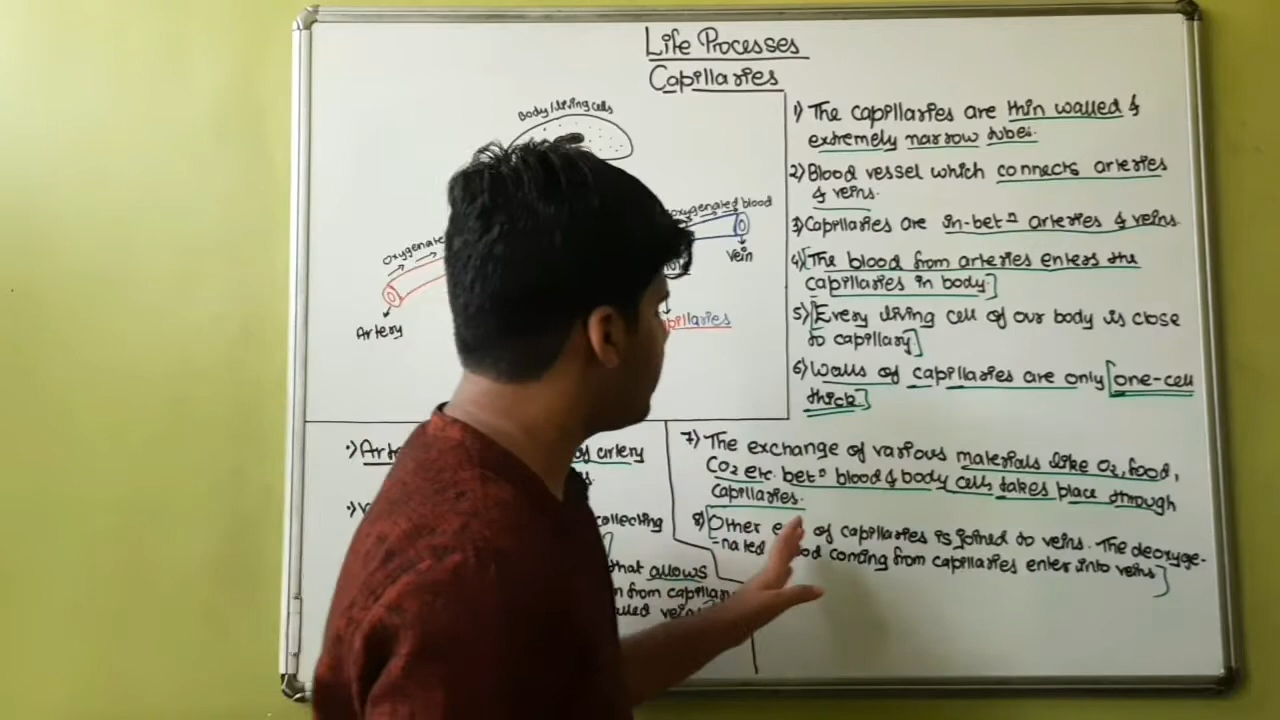 Life Processes
Capillaries
Body/living cells
oxygenate
oxygenated blood
Artery
Vein
pillaries
1) The capillaries are thin walled &
extremely narrow tubes.
2) Blood vessel which connects arteries
& veins.
3) Capillaries are in-betⁿ arteries & veins
4) [The blood from arteries enters the
capillaries in body.]
5) [Every living cell of our body is close
to capillary]
6) Walls of capillaries are only [one-cell
thick.]
7) The exchange of various materials like O2, food,
CO2 etc. betⁿ blood & body cells takes place through
capillaries.
8) [Other of capillaries is joined to veins. The deoxyge-
-nated coming from capillaries enter into veins]
of artery
collecting
that allows
from capillar
veins